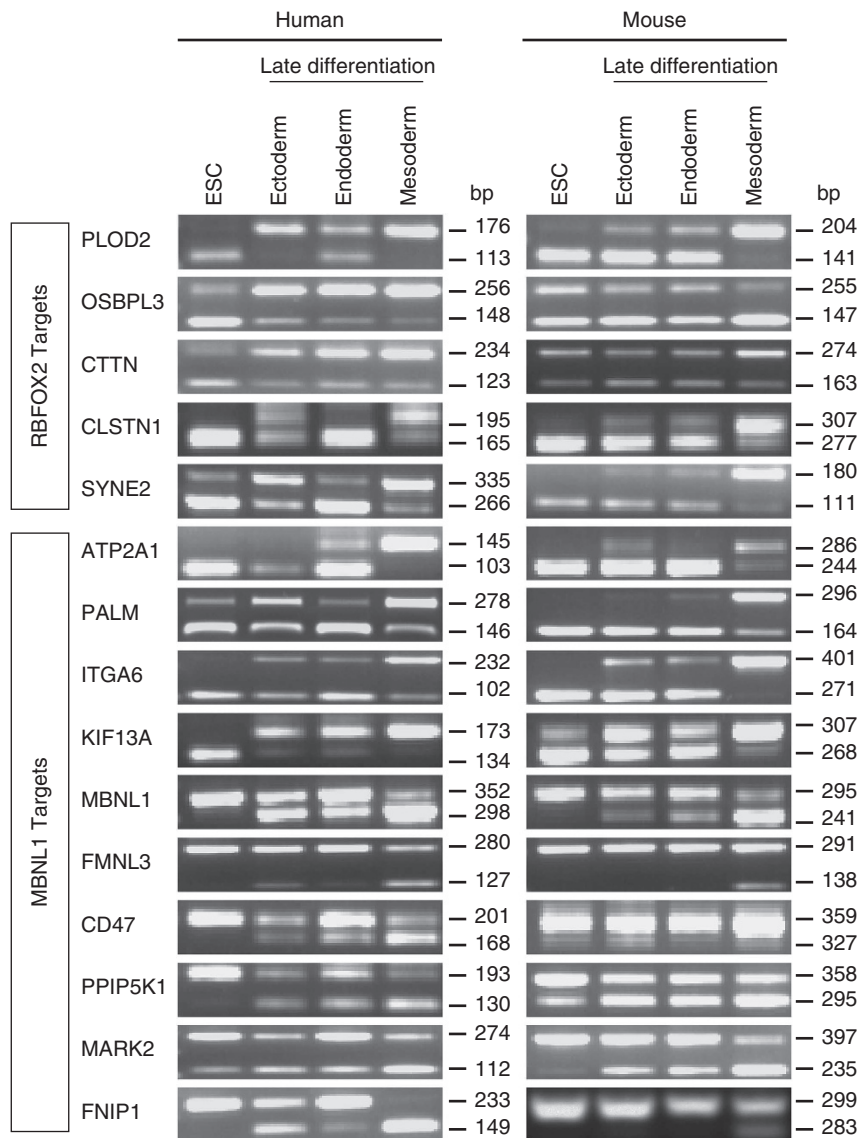 Human Mouse
Late differentiation Late differentiation
ESC Ectoderm Endoderm Mesoderm bp ESC Ectoderm Endoderm Mesoderm bp
RBFOX2 Targets
PLOD2 176 204
113 141
OSBPL3 256 255
148 147
CTTN 234 274
123 163
CLSTN1 195 307
165 277
SYNE2 335 180
266 111
MBNL1 Targets
ATP2A1 145 286
103 244
PALM 278 296
146 164
ITGA6 232 401
102 271
KIF13A 173 307
134 268
MBNL1 352 295
298 241
FMNL3 280 291
127 138
CD47 201 359
168 327
PPIP5K1 193 358
130 295
MARK2 274 397
112 235
FNIP1 233 299
149 283